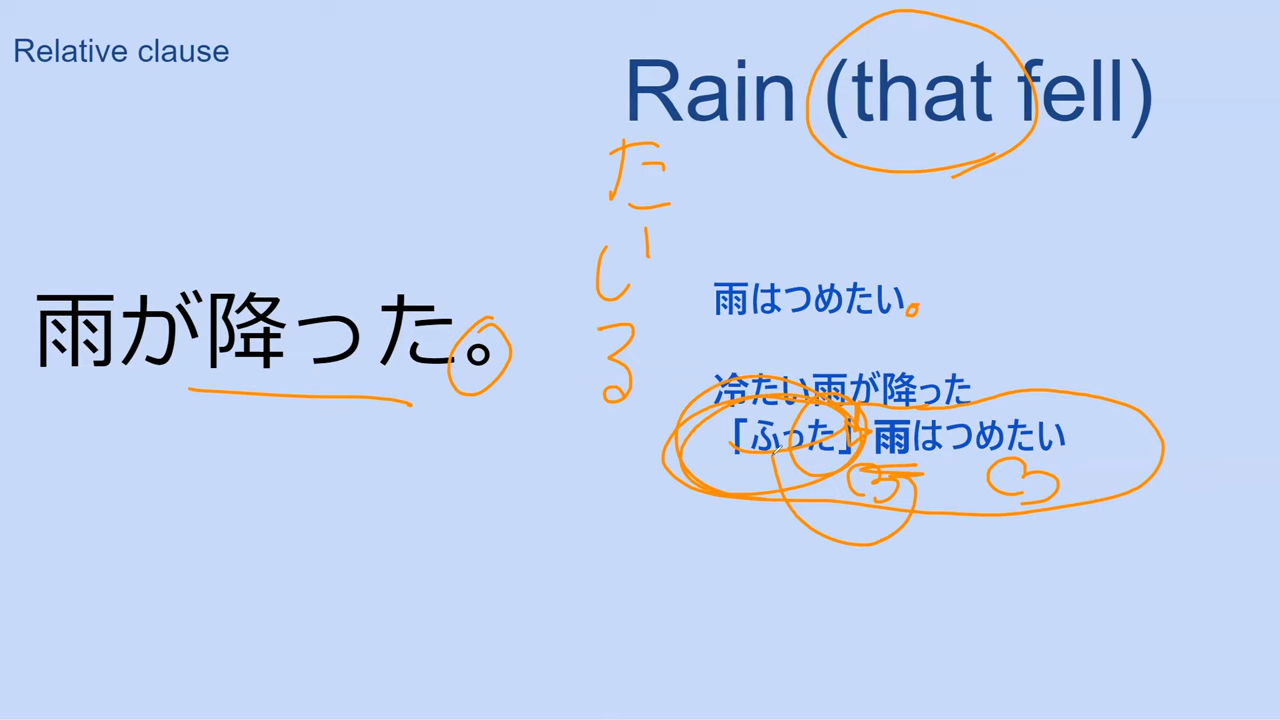 Relative clause
Rain (that fell)
た
い
る
雨が降った。
雨はつめたい。
冷たい雨が降った
「ふった」雨はつめたい